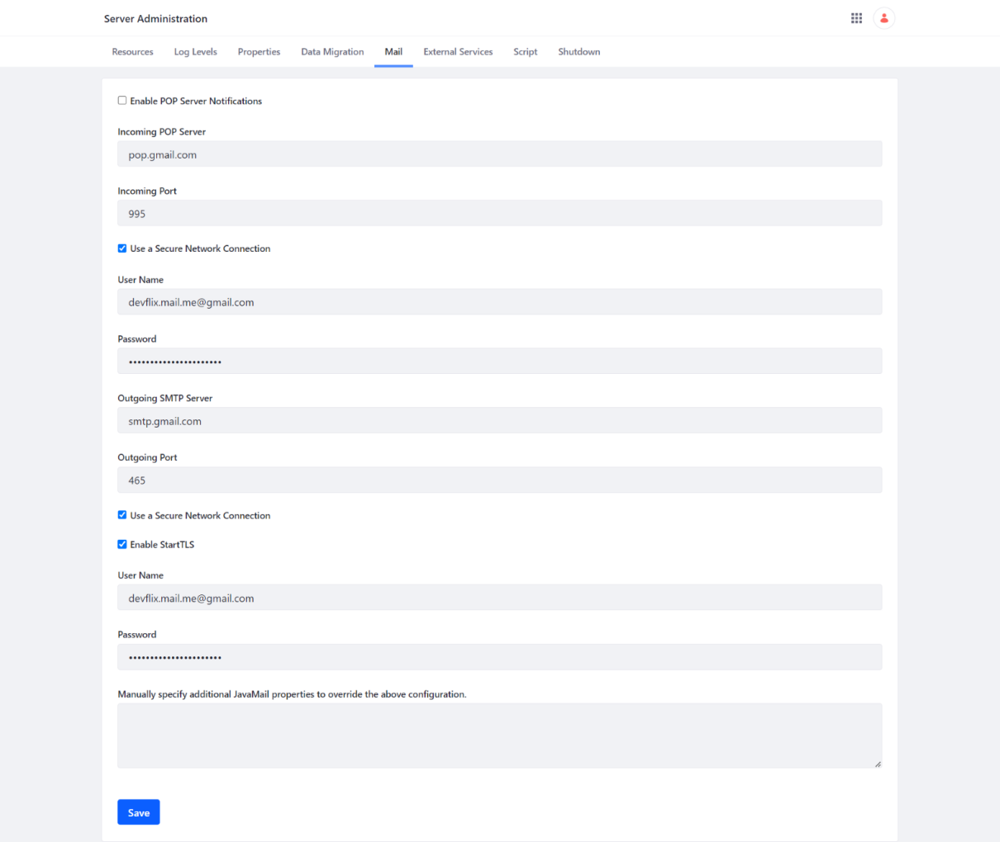 Server Administration
Resources Log Levels Properties Data Migration Mail External Services Script Shutdown
Enable POP Server Notifications
Incoming POP Server
pop.gmail.com
Incoming Port
995
Use a Secure Network Connection
User Name
devflix.mail.me@gmail.com
Password
••••••••••••••••••••••
Outgoing SMTP Server
smtp.gmail.com
Outgoing Port
465
Use a Secure Network Connection
Enable StartTLS
User Name
devflix.mail.me@gmail.com
Password
••••••••••••••••••••••
Manually specify additional JavaMail properties to override the above configuration.
Save